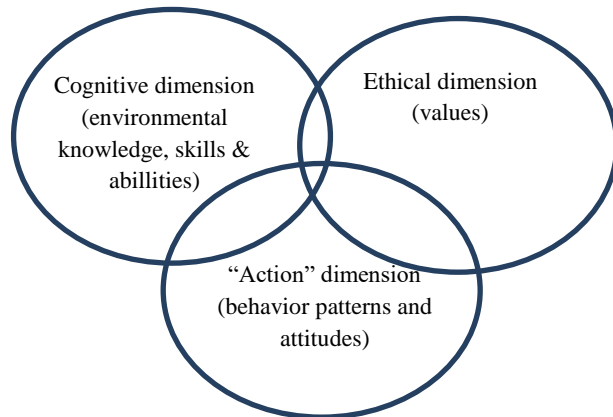 Cognitive dimension
(environmental
knowledge, skills &
abillities)
Ethical dimension
(values)
“Action” dimension
(behavior patterns and
attitudes)